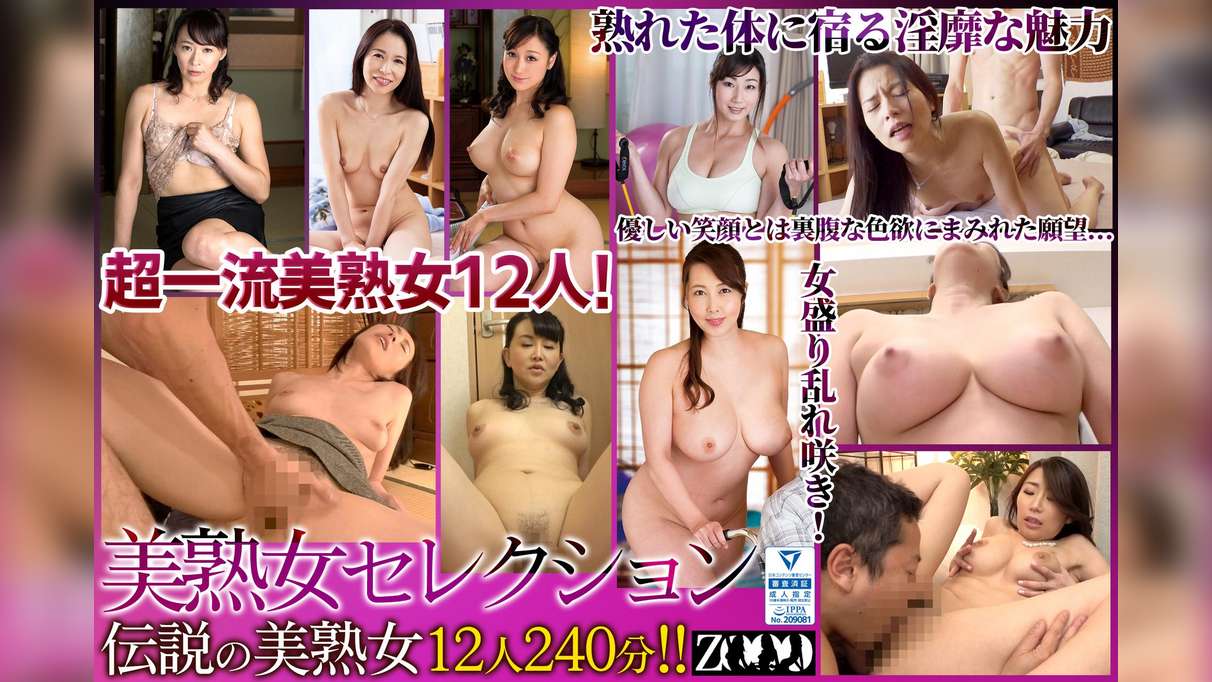 熟れた体に宿る淫靡な魅力
優しい笑顔とは裏腹な色欲にまみれた願望…
超一流美熟女12人!
女盛り乱れ咲き!
美熟女セレクション
伝説の美熟女12人240分!!
審査済証
成人指定
IPPA
No.209081